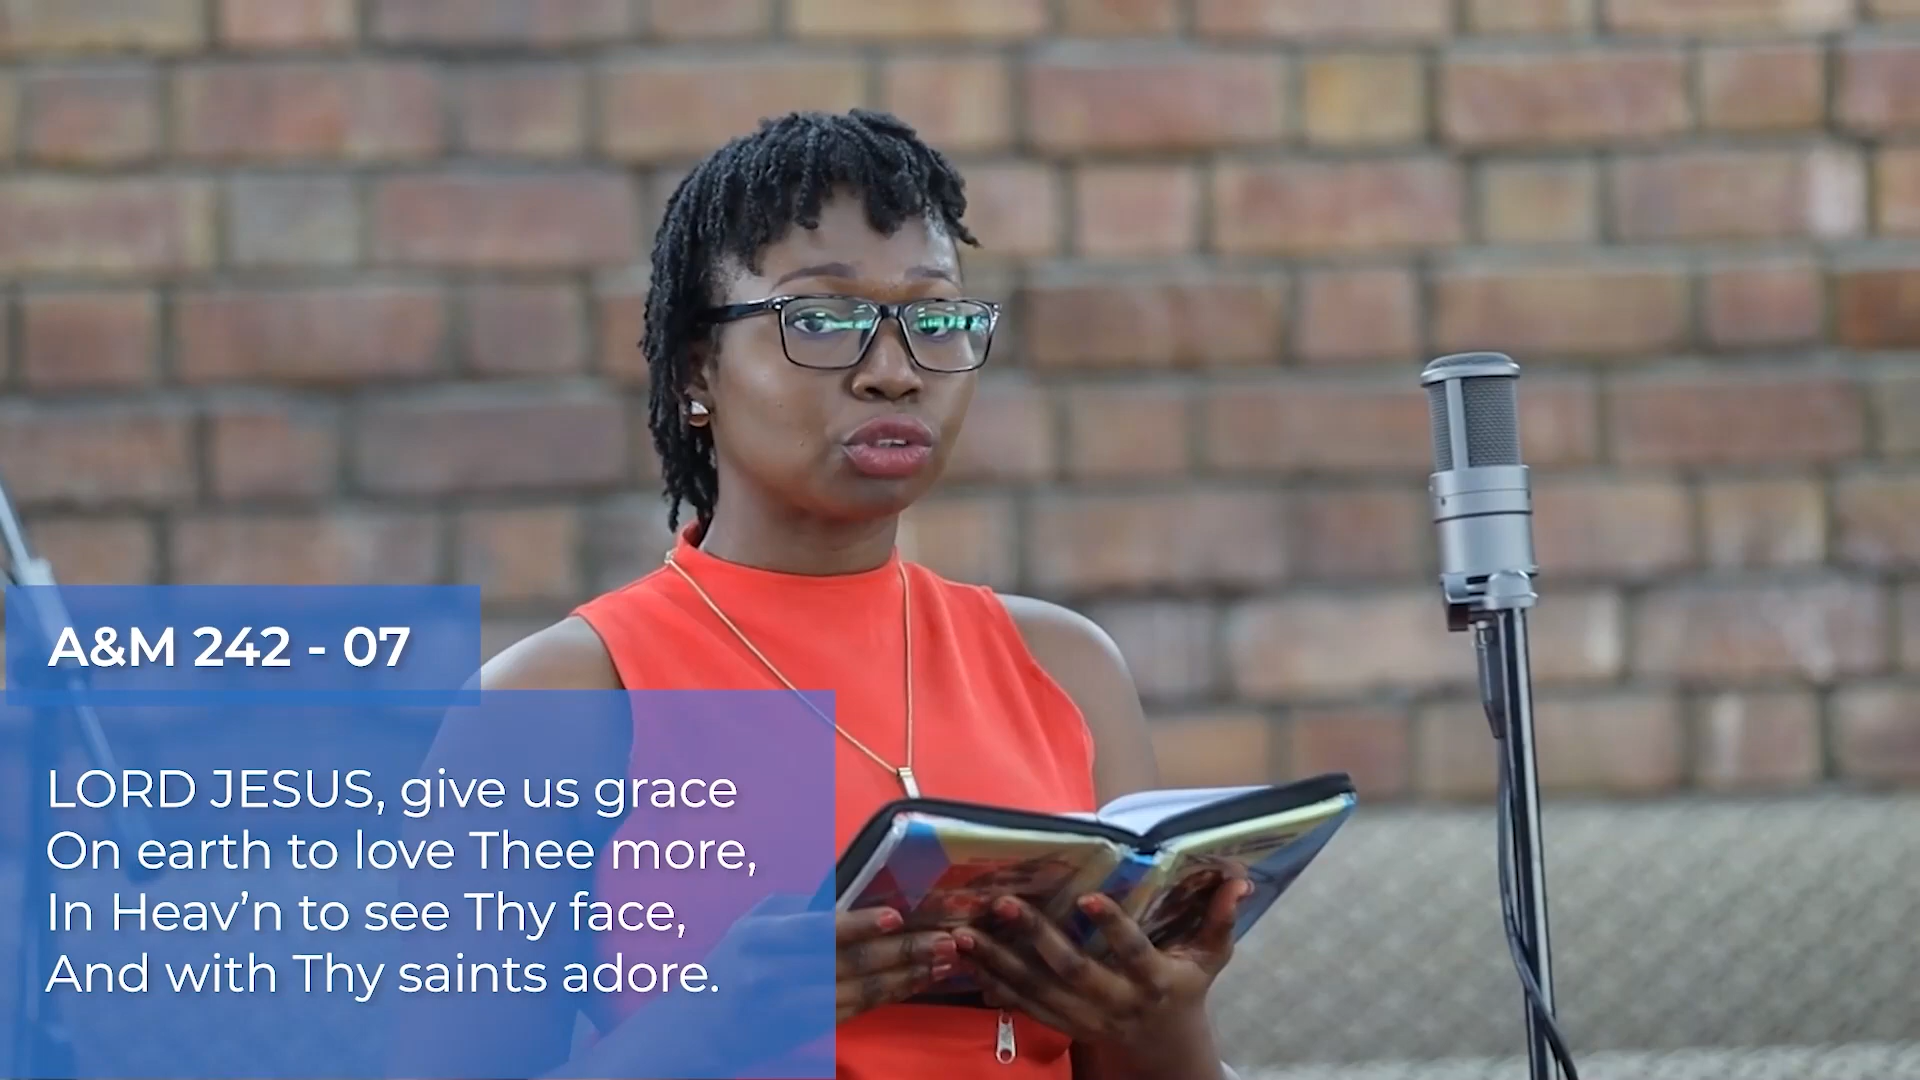 A&M 242 - 07
LORD JESUS, give us grace
On earth to love Thee more,
In Heav’n to see Thy face,
And with Thy saints adore.